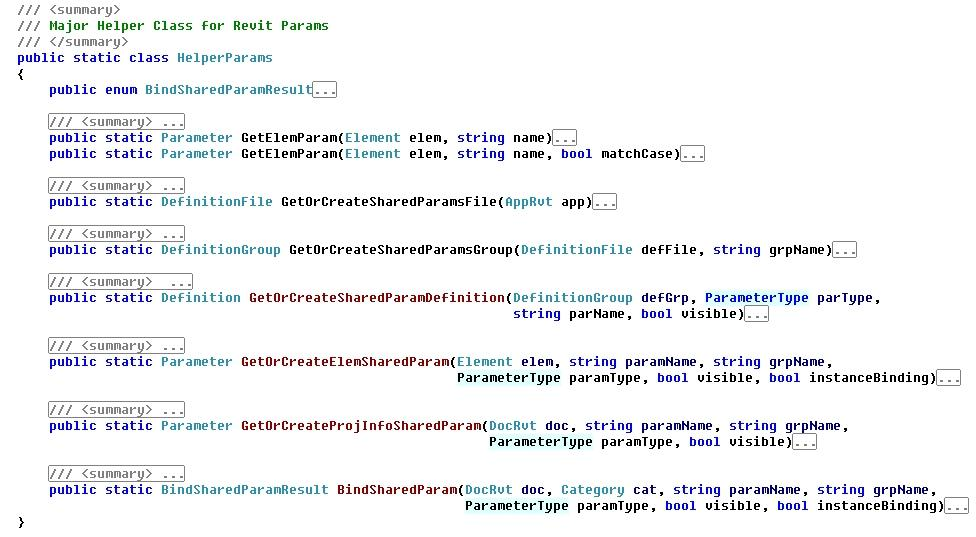 /// <summary>
/// Major Helper Class for Revit Params
/// </summary>
public static class HelperParams
{
public enum BindSharedParamResult...
/// <summary> ...
public static Parameter GetElemParam(Element elem, string name)...
public static Parameter GetElemParam(Element elem, string name, bool matchCase)...
/// <summary> ...
public static DefinitionFile GetOrCreateSharedParamsFile(AppRvt app)...
/// <summary> ...
public static DefinitionGroup GetOrCreateSharedParamsGroup(DefinitionFile defFile, string grpName)...
/// <summary> ...
public static Definition GetOrCreateSharedParamDefinition(DefinitionGroup defGrp, ParameterType parType,
string parName, bool visible)...
/// <summary> ...
public static Parameter GetOrCreateElemSharedParam(Element elem, string paramName, string grpName,
ParameterType paramType, bool visible, bool instanceBinding)...
/// <summary> ...
public static Parameter GetOrCreateProjInfoSharedParam(DocRvt doc, string paramName, string grpName,
ParameterType paramType, bool visible)...
/// <summary> ...
public static BindSharedParamResult BindSharedParam(DocRvt doc, Category cat, string paramName, string grpName,
ParameterType paramType, bool visible, bool instanceBinding)...
}